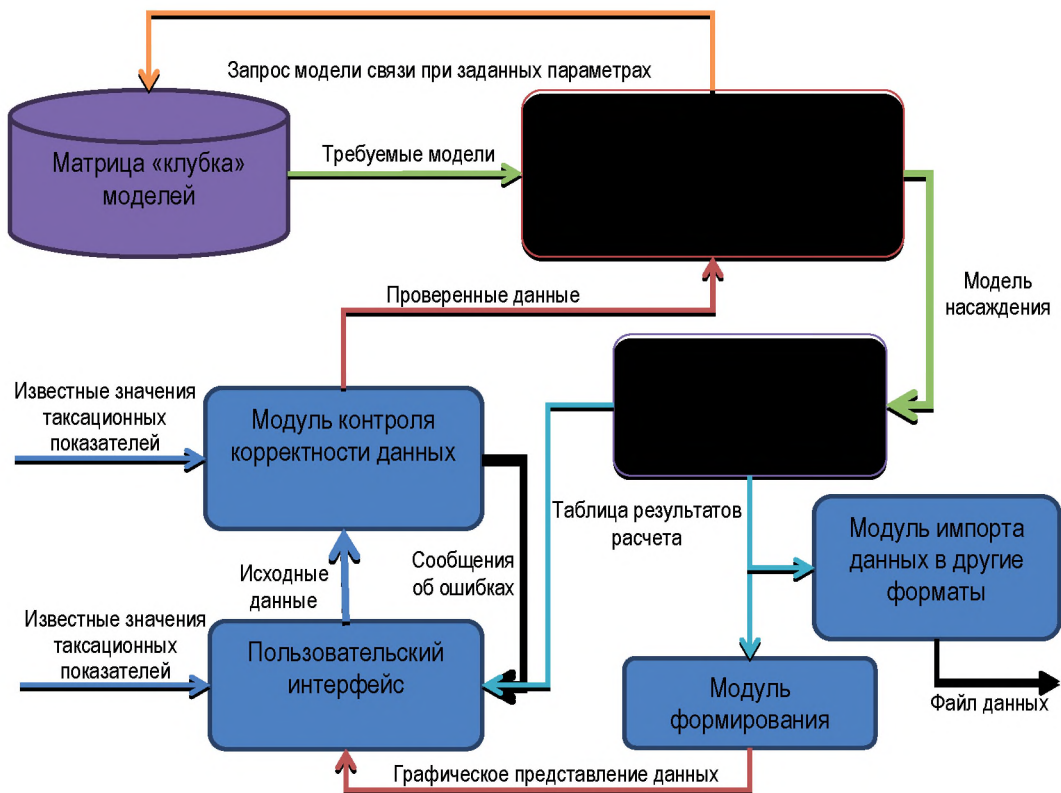 Запрос модели связи при заданных параметрах
Матрица «клубка»
моделей
Требуемые модели
Проверенные данные
Модель
насаждения
Известные значения
таксационных
показателей
Модуль контроля
корректности данных
Таблица результатов
расчета
Модуль импорта
данных в другие
форматы
Исходные
данные
Сообщения
об ошибках
Известные значения
таксационных
показателей
Пользовательский
интерфейс
Модуль
формирования
Файл данных
Графическое представление данных